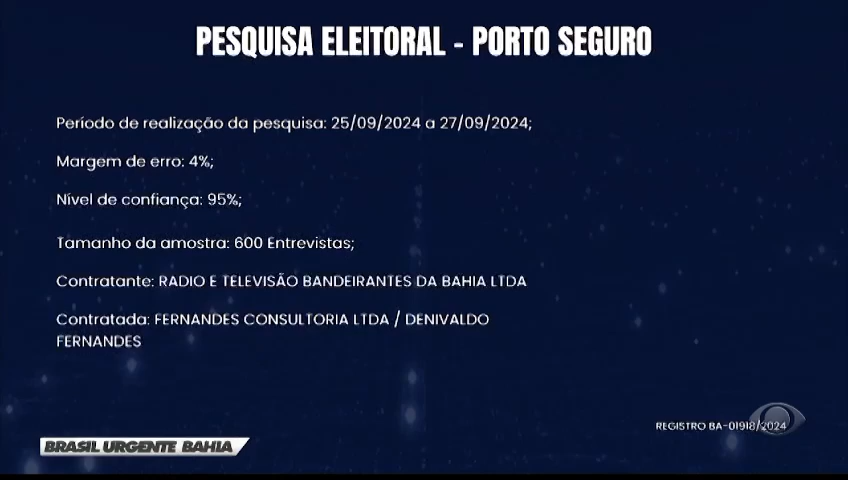 PESQUISA ELEITORAL - PORTO SEGURO
Período de realização da pesquisa: 25/09/2024 a 27/09/2024;
Margem de erro: 4%;
Nível de confiança: 95%;
Tamanho da amostra: 600 Entrevistas;
Contratante: RADIO E TELEVISÃO BANDEIRANTES DA BAHIA LTDA
Contratada: FERNANDES CONSULTORIA LTDA / DENIVALDO
FERNANDES
REGISTRO BA-01918/2024
BRASIL URGENTE BAHIA